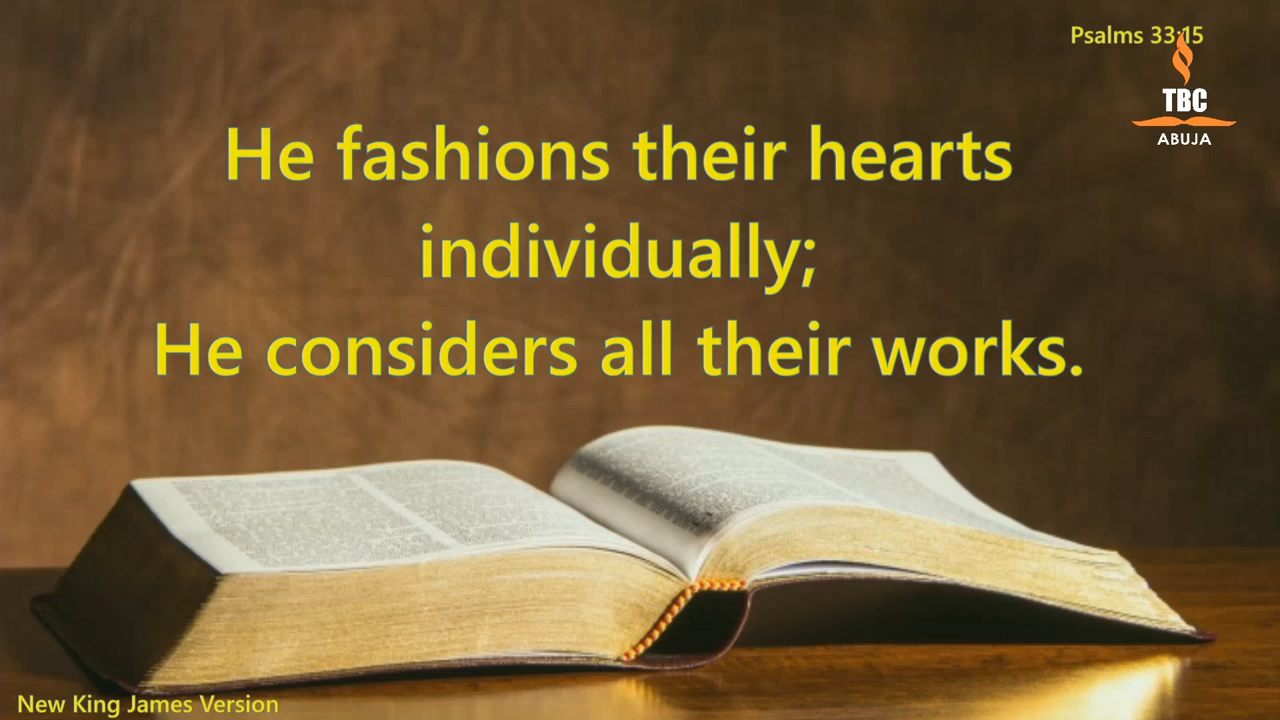 Psalms 33:15
TBC
ABUJA
He fashions their hearts
individually;
He considers all their works.
New King James Version